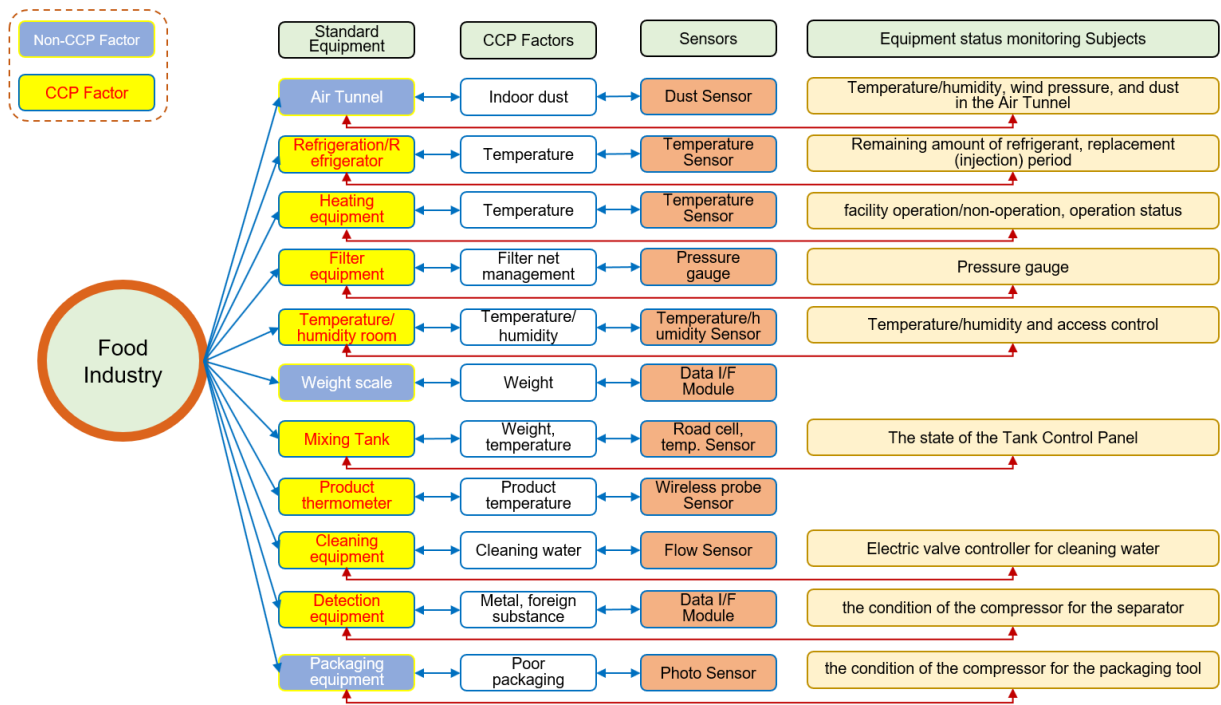 Non-CCP Factor
CCP Factor
Standard
Equipment
CCP Factors
Sensors
Equipment status monitoring Subjects
Food
Industry
Air Tunnel
Indoor dust
Dust Sensor
Temperature/humidity, wind pressure, and dust
in the Air Tunnel
Refrigeration/R
efrigerator
Temperature
Temperature
Sensor
Remaining amount of refrigerant, replacement
(injection) period
Heating
equipment
Temperature
Temperature
Sensor
facility operation/non-operation, operation status
Filter
equipment
Filter net
management
Pressure
gauge
Pressure gauge
Temperature/
humidity room
Temperature/
humidity
Temperature/h
umidity Sensor
Temperature/humidity and access control
Weight scale
Weight
Data I/F
Module
Mixing Tank
Weight,
temperature
Road cell,
temp. Sensor
The state of the Tank Control Panel
Product
thermometer
Product
temperature
Wireless probe
Sensor
Cleaning
equipment
Cleaning water
Flow Sensor
Electric valve controller for cleaning water
Detection
equipment
Metal, foreign
substance
Data I/F
Module
the condition of the compressor for the separator
Packaging
equipment
Poor
packaging
Photo Sensor
the condition of the compressor for the packaging tool